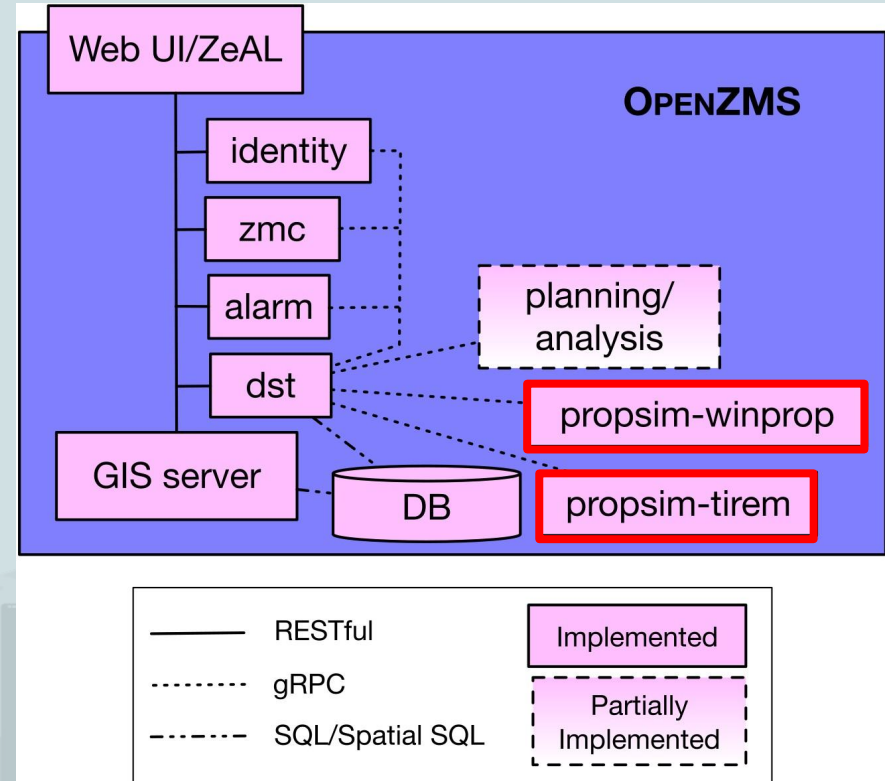 Web UI/ZeAL
OPENZMS
identity
zmc
alarm
planning/
analysis
dst
propsim-winprop
GIS server
DB
propsim-tirem
RESTful
Implemented
gRPC
Partially
Implemented
SQL/Spatial SQL